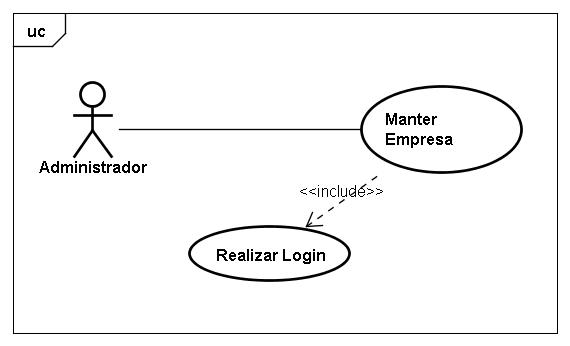 uc
Administrador
Manter
Empresa
<<include>>
Realizar Login